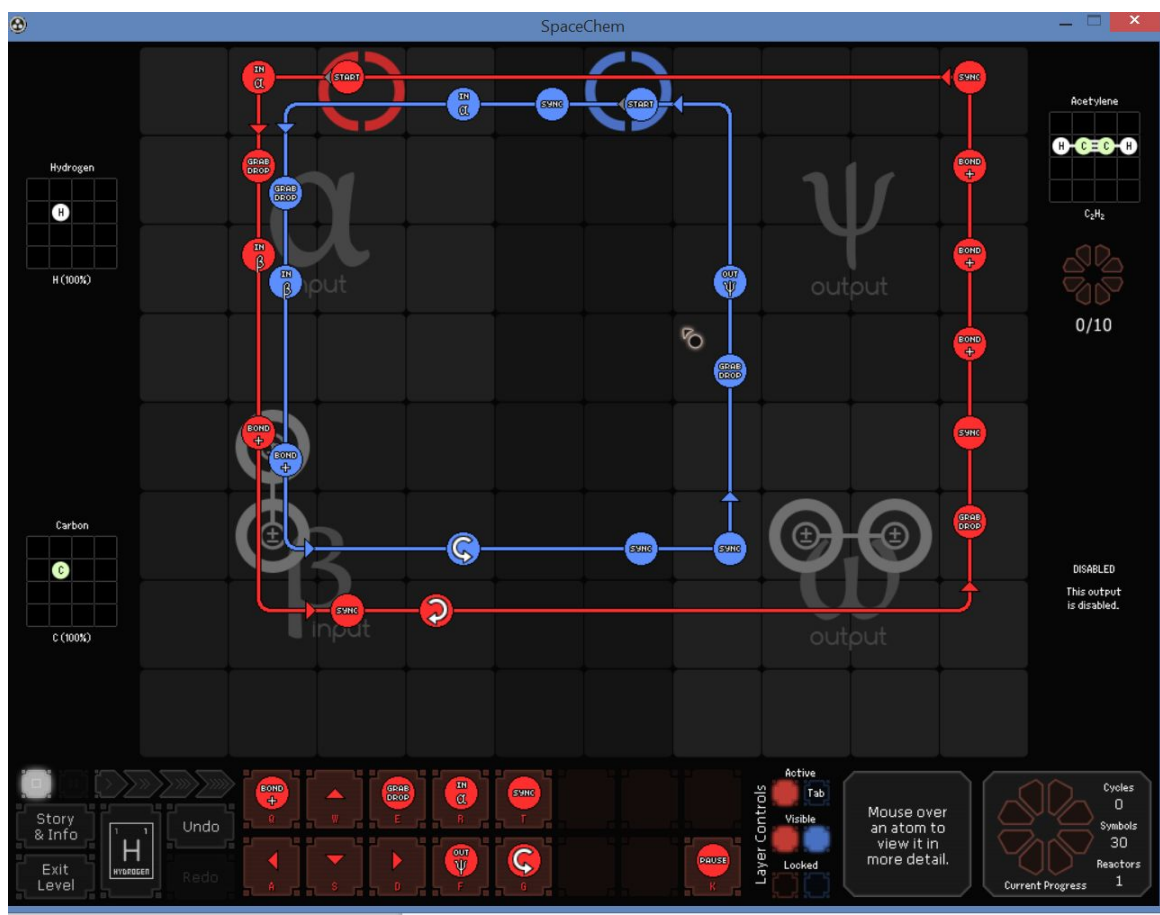 SpaceChem
IN α
START
SYNC
IN α
SYNC
START
Acetylene
H C C H
C₂H₂
0/10
Hydrogen
H
H (100%)
GRAB DROP
GRAB DROP
BOND +
α
input
ψ
output
IN β
IN β
OUT Ψ
BOND +
GRAB DROP
BOND +
BOND +
BOND +
SYNC
Carbon
C
C (100%)
±
β
input
SYNC
SYNC
± ±
ω
output
GRAB DROP
SYNC
DISABLED
This output
is disabled.
Story
& Info
Exit
Level
1 1
H
HYDROGEN
Undo
Redo
BOND +
Q
W
GRAB DROP
E
IN α
R
SYNC
T
A
S
D
OUT Ψ
F
G
PAUSE
K
Layer Controls
Active
Tab
Visible
Locked
Mouse over
an atom to
view it in
more detail.
Cycles
0
Symbols
30
Reactors
1
Current Progress